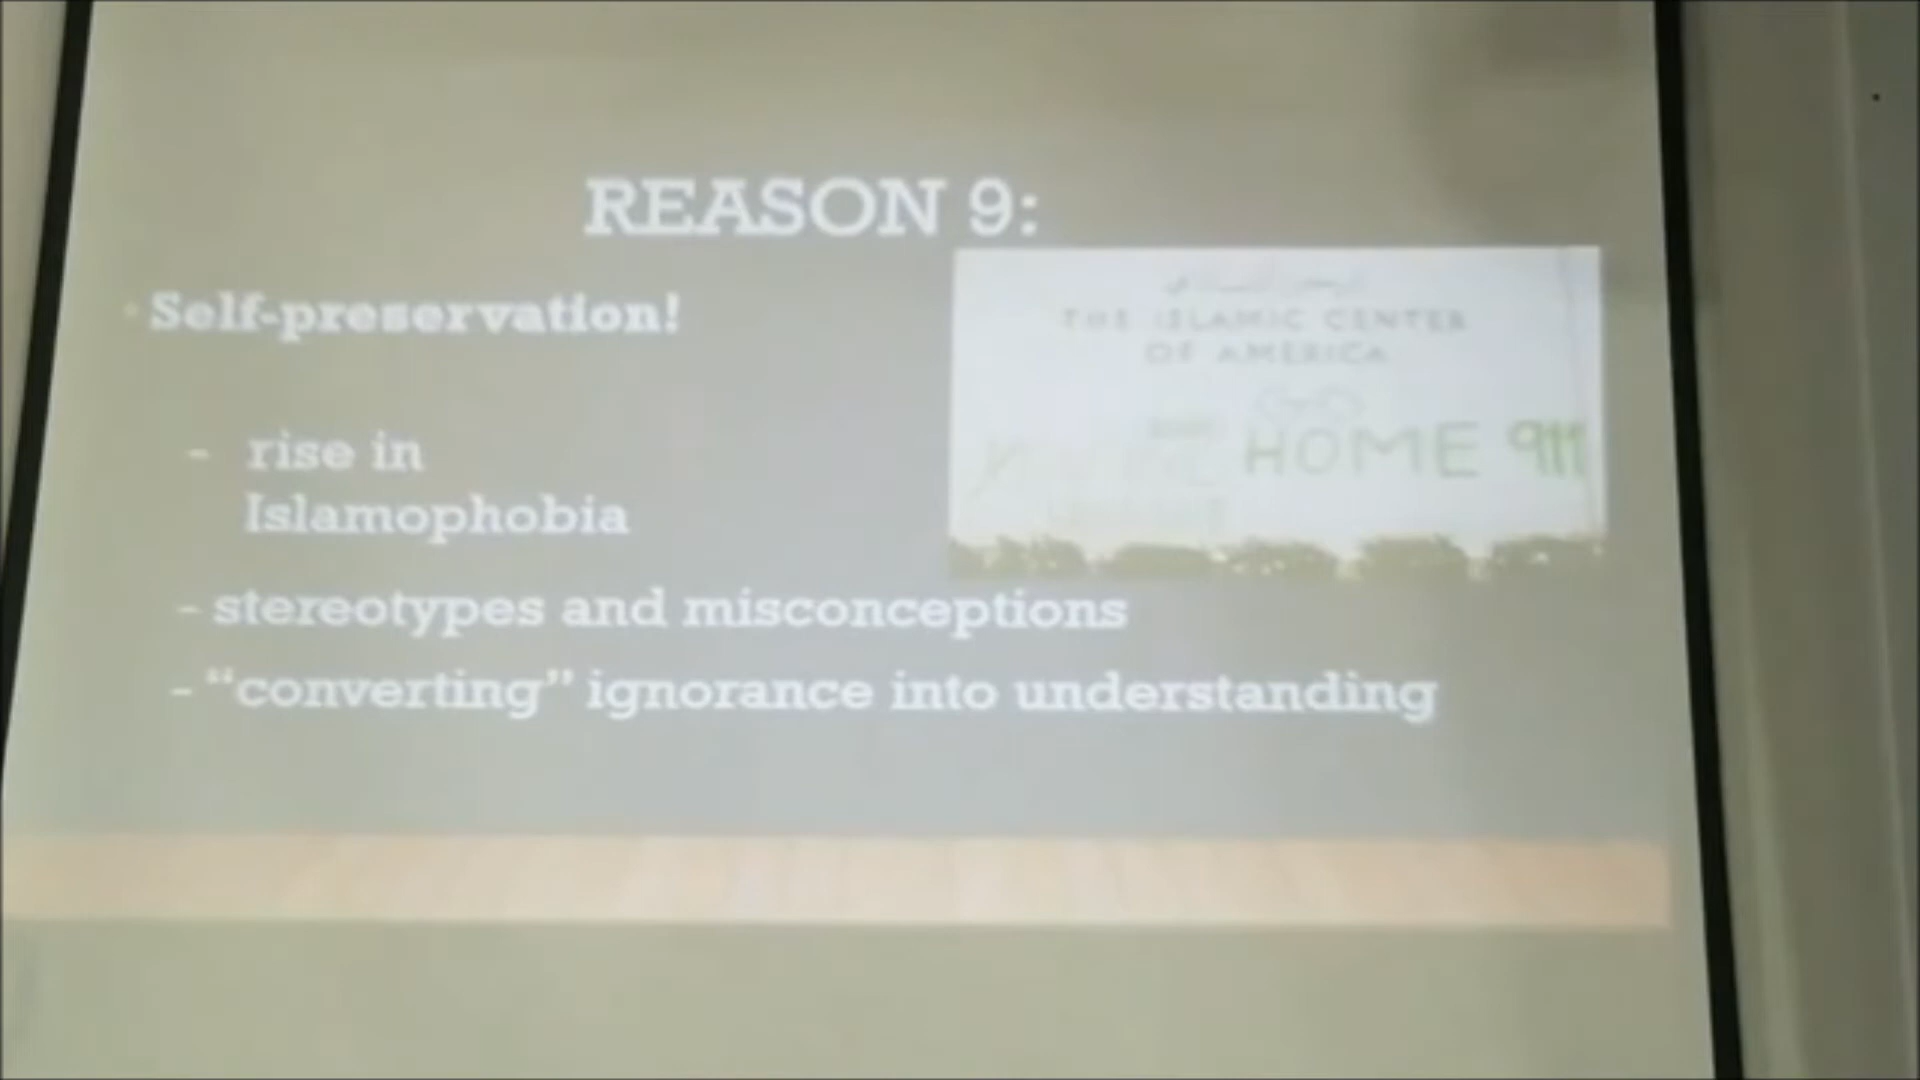 REASON 9:
Self-preservation!
- rise in
Islamophobia
- stereotypes and misconceptions
- “converting” ignorance into understanding
THE ISLAMIC CENTER
OF AMERICA
GO
HOME 911